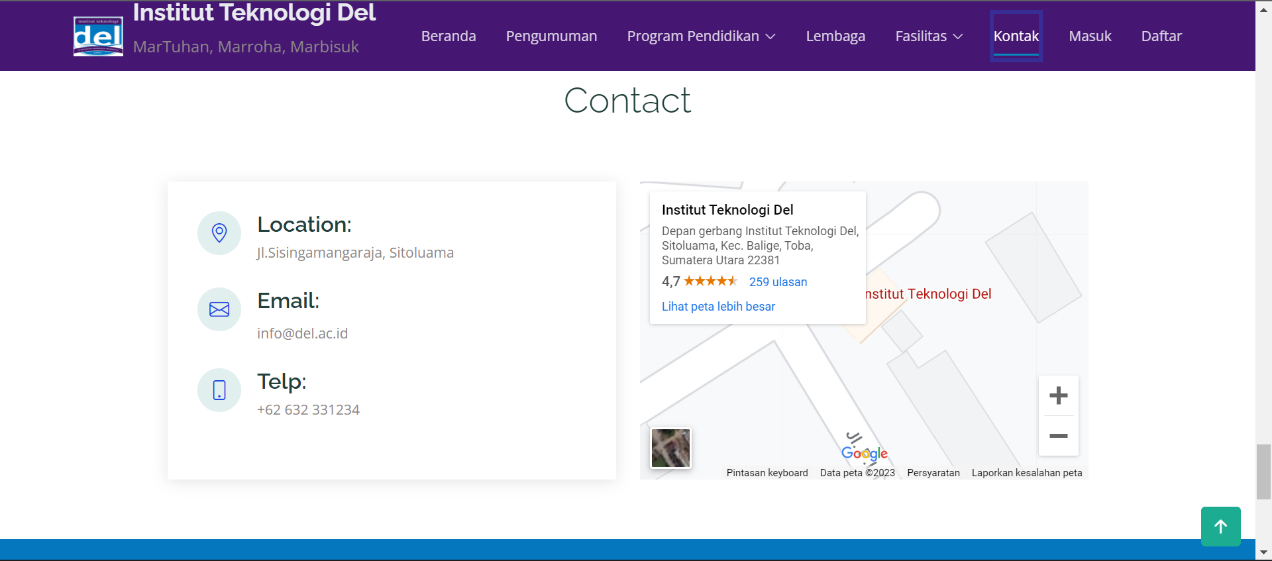 Institut Teknologi Del
MarTuhan, Marroha, Marbisuk
del
Beranda Pengumuman Program Pendidikan Lembaga Fasilitas Kontak Masuk Daftar
Contact
Location:
Jl.Sisingamangaraja, Sitoluama
Email:
info@del.ac.id
Telp:
+62 632 331234
Institut Teknologi Del
Depan gerbang Institut Teknologi Del,
Sitoluama, Kec. Balige, Toba,
Sumatera Utara 22381
4,7 259 ulasan
Lihat peta lebih besar
nstitut Teknologi Del
Jl.
Google
Pintasan keyboard Data peta ©2023 Persyaratan Laporkan kesalahan peta